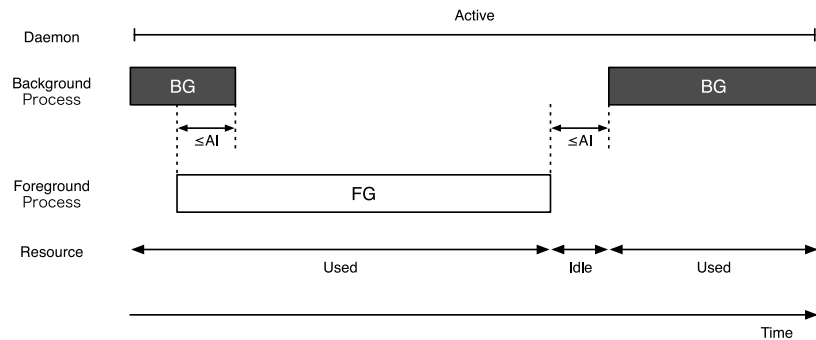 Active
Daemon
Background
Process
BG
BG
≤AI
≤AI
Foreground
Process
FG
Resource
Used
Idle
Used
Time